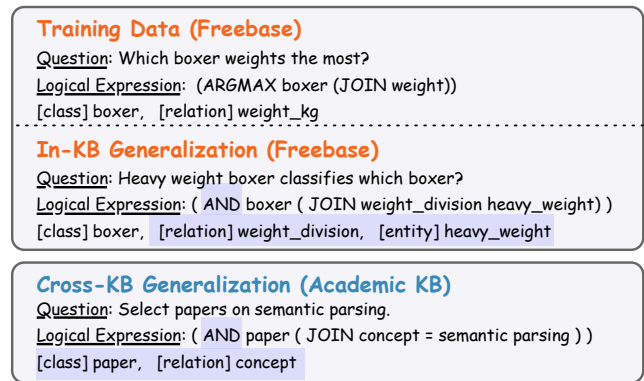 Training Data (Freebase)
Question: Which boxer weights the most?
Logical Expression: (ARGMAX boxer (JOIN weight))
[class] boxer, [relation] weight_kg
In-KB Generalization (Freebase)
Question: Heavy weight boxer classifies which boxer?
Logical Expression: ( AND boxer ( JOIN weight_division heavy_weight) )
[class] boxer, [relation] weight_division, [entity] heavy_weight
Cross-KB Generalization (Academic KB)
Question: Select papers on semantic parsing.
Logical Expression: ( AND paper ( JOIN concept = semantic parsing ) )
[class] paper, [relation] concept